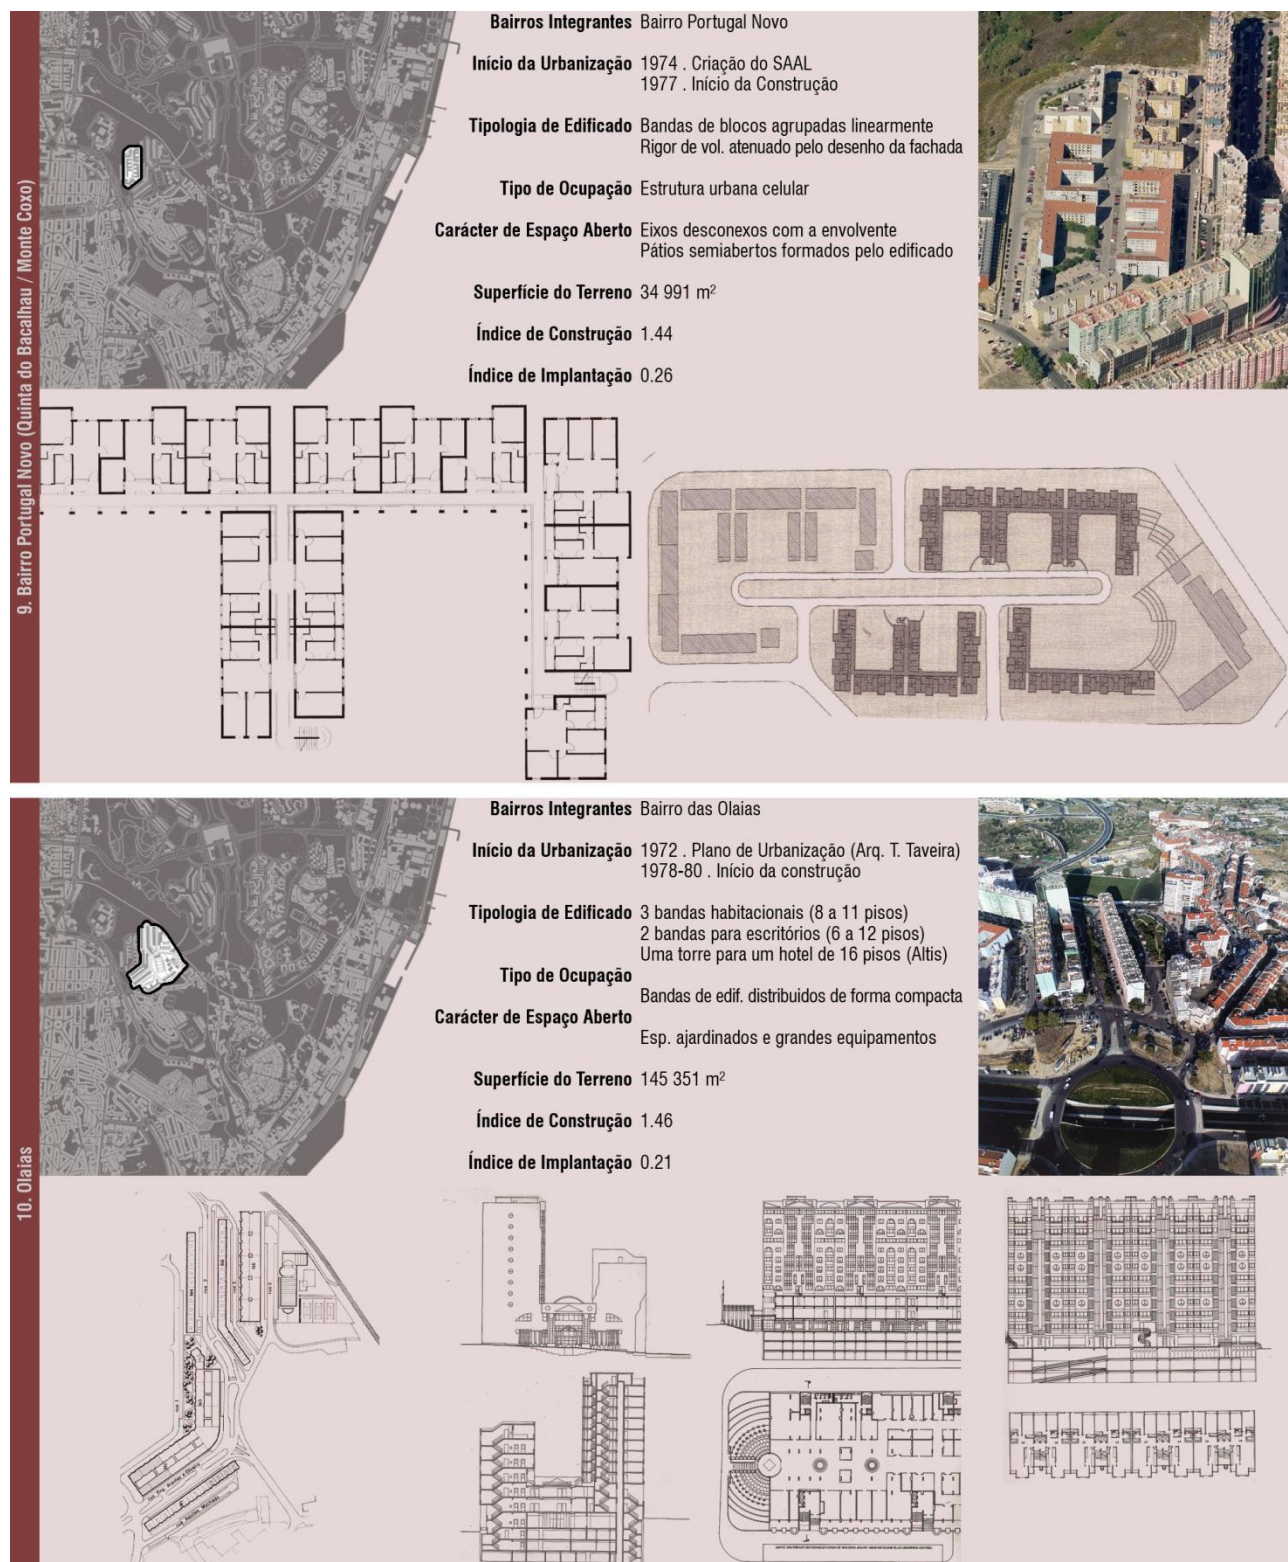 9. Bairro Portugal Novo (Quinta do Bacalhau / Monte Coxo)
Bairros Integrantes Bairro Portugal Novo
Início da Urbanização 1974 . Criação do SAAL
1977 . Início da Construção
Tipologia de Edificado Bandas de blocos agrupadas linearmente
Rigor de vol. atenuado pelo desenho da fachada
Tipo de Ocupação Estrutura urbana celular
Carácter de Espaço Aberto Eixos desconexos com a envolvente
Pátios semiabertos formados pelo edificado
Superfície do Terreno 34 991 m²
Índice de Construção 1.44
Índice de Implantação 0.26
10. Olaias
Bairros Integrantes Bairro das Olaias
Início da Urbanização 1972 . Plano de Urbanização (Arq. T. Taveira)
1978-80 . Início da construção
Tipologia de Edificado 3 bandas habitacionais (8 a 11 pisos)
2 bandas para escritórios (6 a 12 pisos)
Uma torre para um hotel de 16 pisos (Altis)
Tipo de Ocupação
Bandas de edif. distribuidos de forma compacta
Carácter de Espaço Aberto
Esp. ajardinados e grandes equipamentos
Superfície do Terreno 145 351 m²
Índice de Construção 1.46
Índice de Implantação 0.21